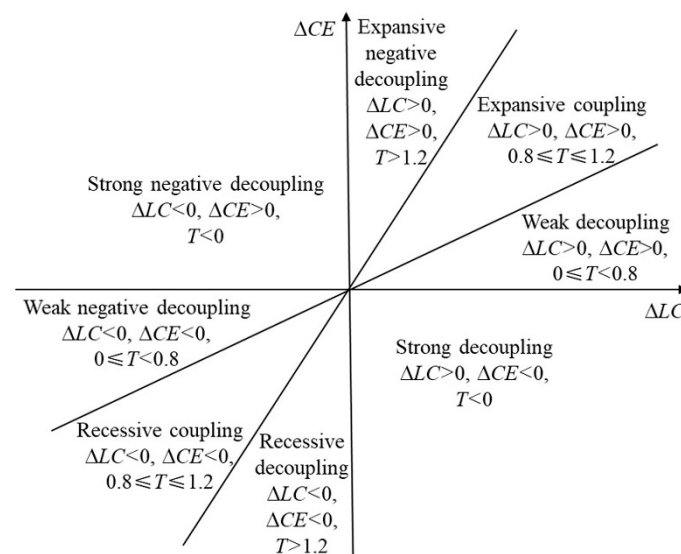 ΔCE
Expansive
negative
decoupling
ΔLC>0,
ΔCE>0,
T>1.2
Expansive coupling
ΔLC>0, ΔCE>0,
0.8⩽T⩽1.2
Strong negative decoupling
ΔLC<0, ΔCE>0,
T<0
Weak decoupling
ΔLC>0, ΔCE>0,
0⩽T<0.8
ΔLC
Weak negative decoupling
ΔLC<0, ΔCE<0,
0⩽T<0.8
Strong decoupling
ΔLC>0, ΔCE<0,
T<0
Recessive coupling
ΔLC<0, ΔCE<0,
0.8⩽T⩽1.2
Recessive
decoupling
ΔLC<0,
ΔCE<0,
T>1.2